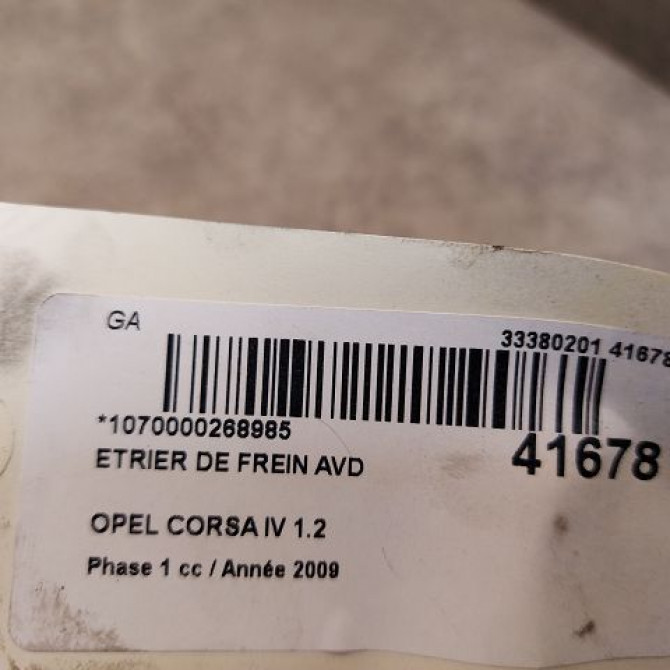 GA
33380201 41678
*1070000268985
41678
ETRIER DE FREIN AVD
OPEL CORSA IV 1.2
Phase 1 cc / Année 2009